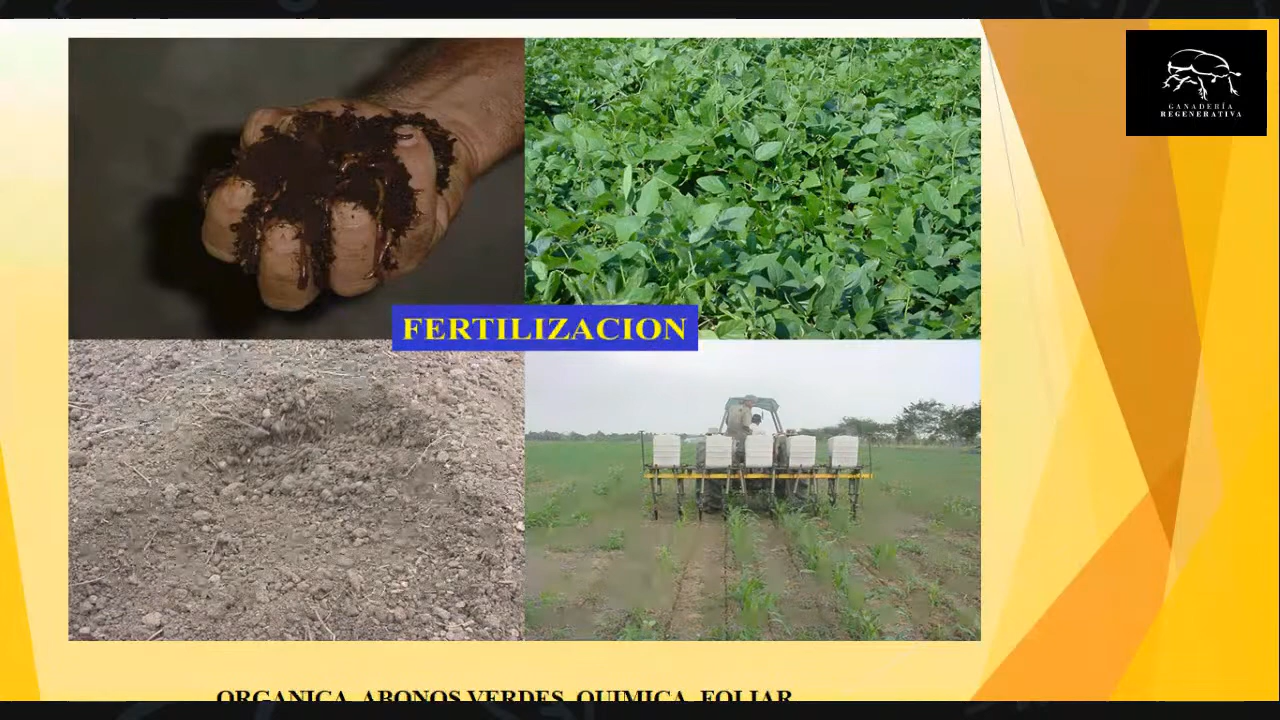 GANADERÍA
REGENERATIVA
FERTILIZACION
ORGANICA, ABONOS VERDES, QUIMICA, FOLIAR